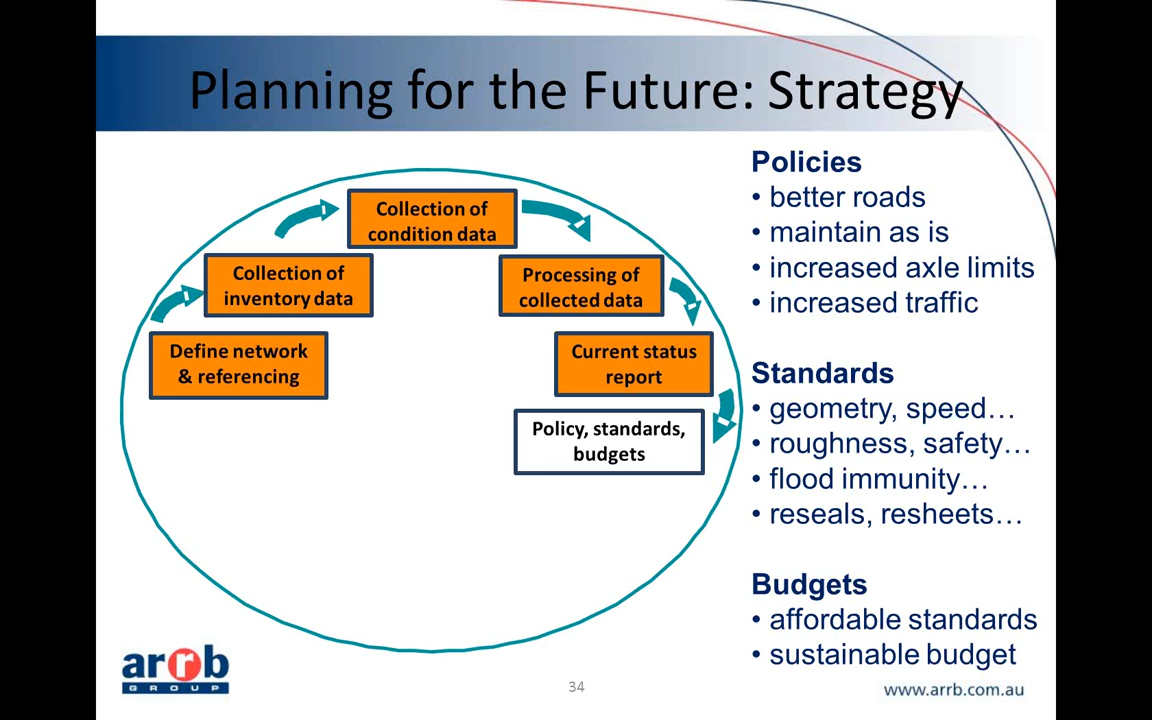 Planning for the Future: Strategy
Collection of
condition data
Collection of
inventory data
Processing of
collected data
Define network
& referencing
Current status
report
Policy, standards,
budgets
Policies
• better roads
• maintain as is
• increased axle limits
• increased traffic
Standards
• geometry, speed…
• roughness, safety…
• flood immunity…
• reseals, resheets…
Budgets
• affordable standards
• sustainable budget
arrb
GROUP
34
www.arrb.com.au